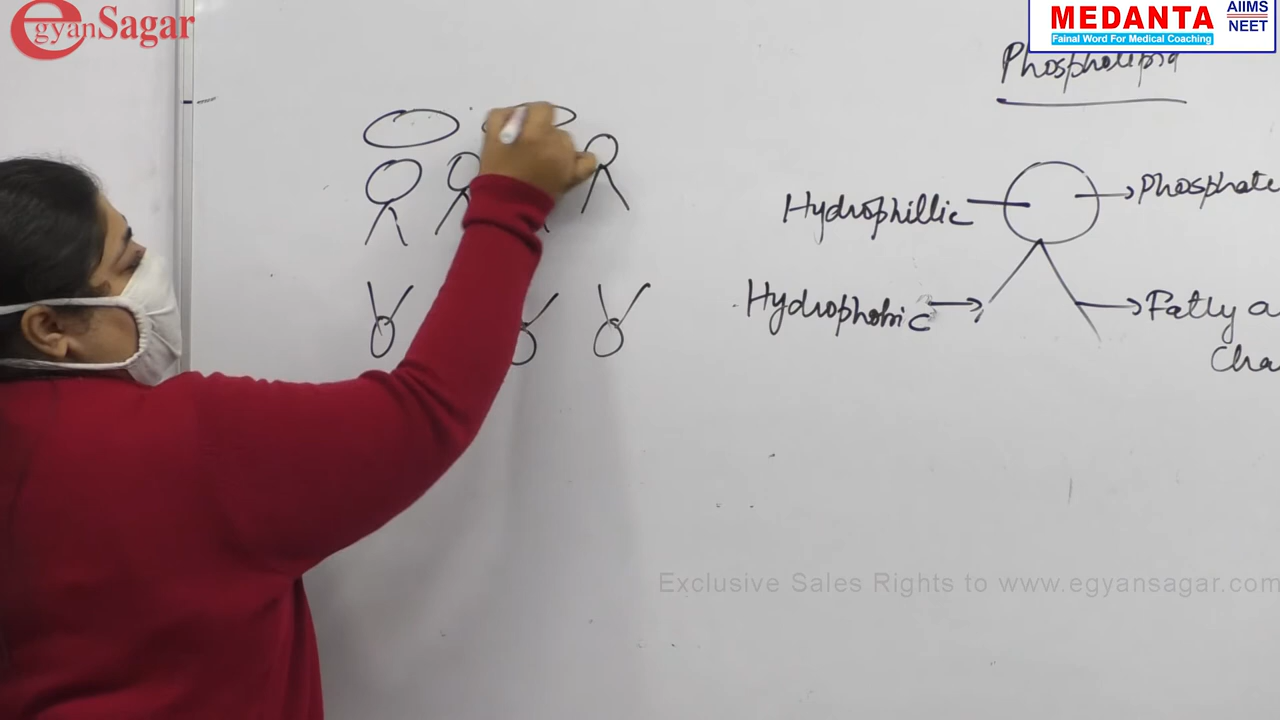 egyanSagar
MEDANTA
AIIMS
NEET
Fainal Word For Medical Coaching
Phospholipid
Hydrophillic
Phosphate
Hydrophobic
Fatty a
Cha
Exclusive Sales Rights to www.egyansagar.com